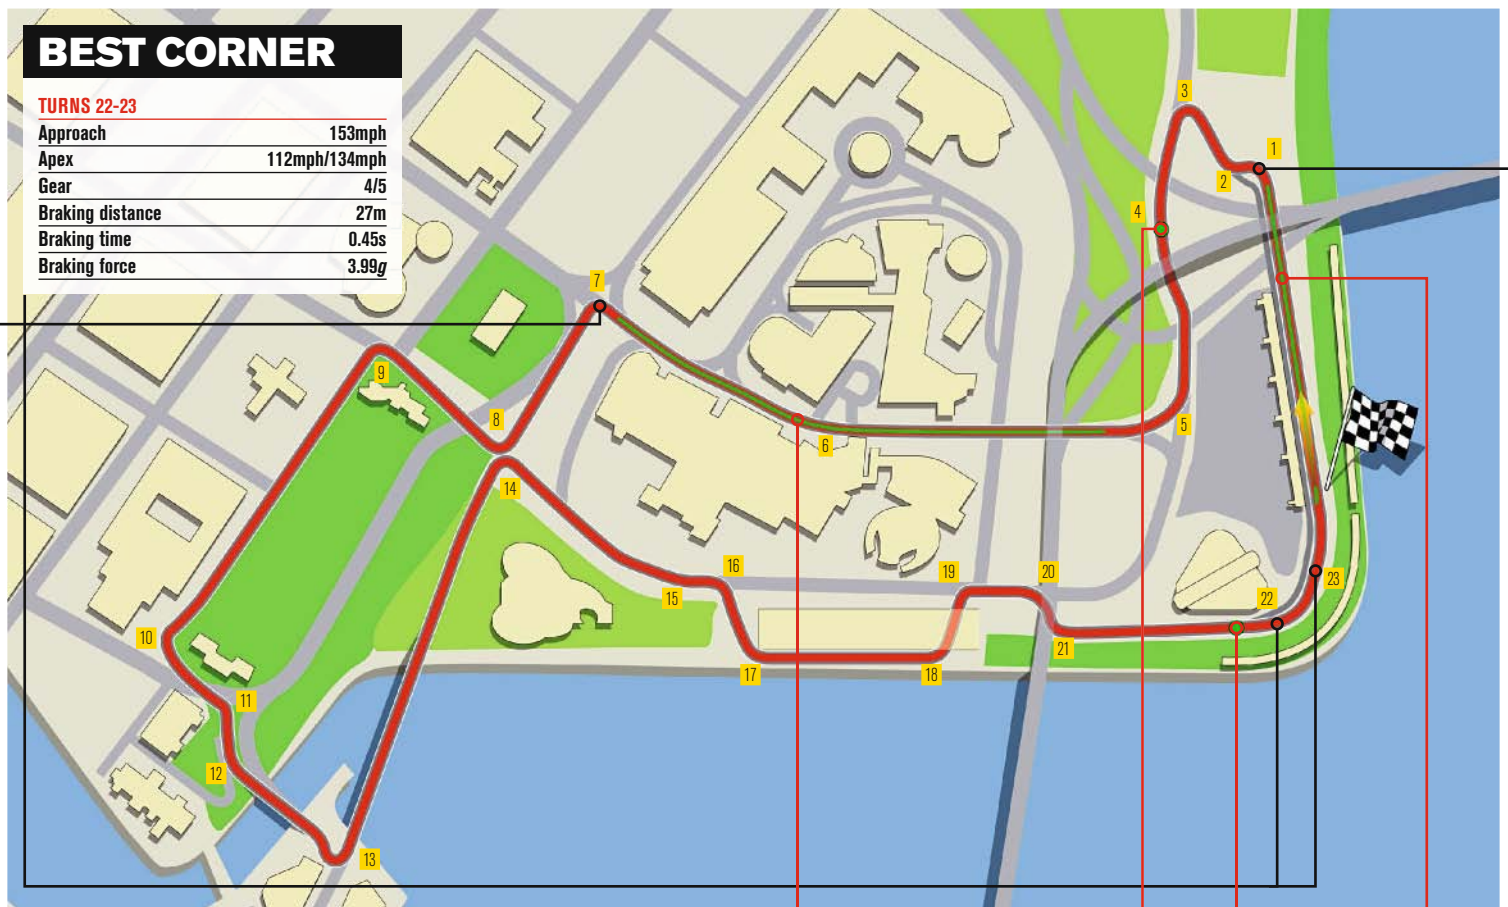 BEST CORNER
TURNS 22-23
Approach 153mph
Apex 112mph/134mph
Gear 4/5
Braking distance 27m
Braking time 0.45s
Braking force 3.99g
1
2
3
4
5
6
7
8
9
10
11
12
13
14
15
16
17
18
19
20
21
22
23